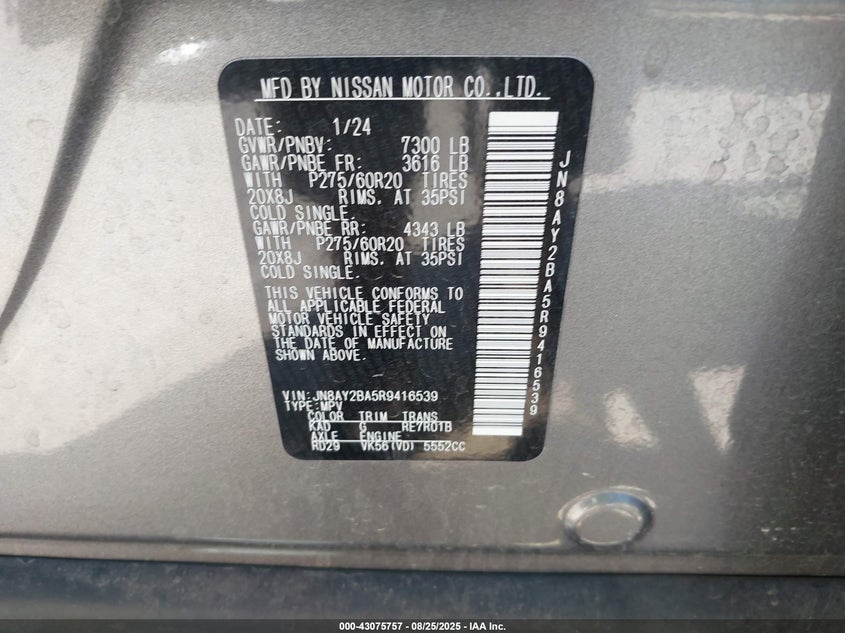 MFD BY NISSAN MOTOR CO.,LTD.
DATE: 1/24
GVWR/PNBV: 7300 LB
GAWR/PNBE FR: 3616 LB
WITH P275/60R20 TIRES
20X8J RIMS. AT 35PSI
COLD SINGLE.
GAWR/PNBE RR: 4343 LB
WITH P275/60R20 TIRES
20X8J RIMS. AT 35PSI
COLD SINGLE.
THIS VEHICLE CONFORMS TO
ALL APPLICABLE FEDERAL
MOTOR VEHICLE SAFETY
STANDARDS IN EFFECT ON
THE DATE OF MANUFACTURE
SHOWN ABOVE.
VIN:JN8AY2BA5R9416539
TYPE:MPV
COLOR TRIM TRANS
KAD G RE7R01B
AXLE ENGINE
RD29 VK56(VD) 5552CC
JN8AY2BA5R9416539
000-43075757 - 08/25/2025 - IAA Inc.